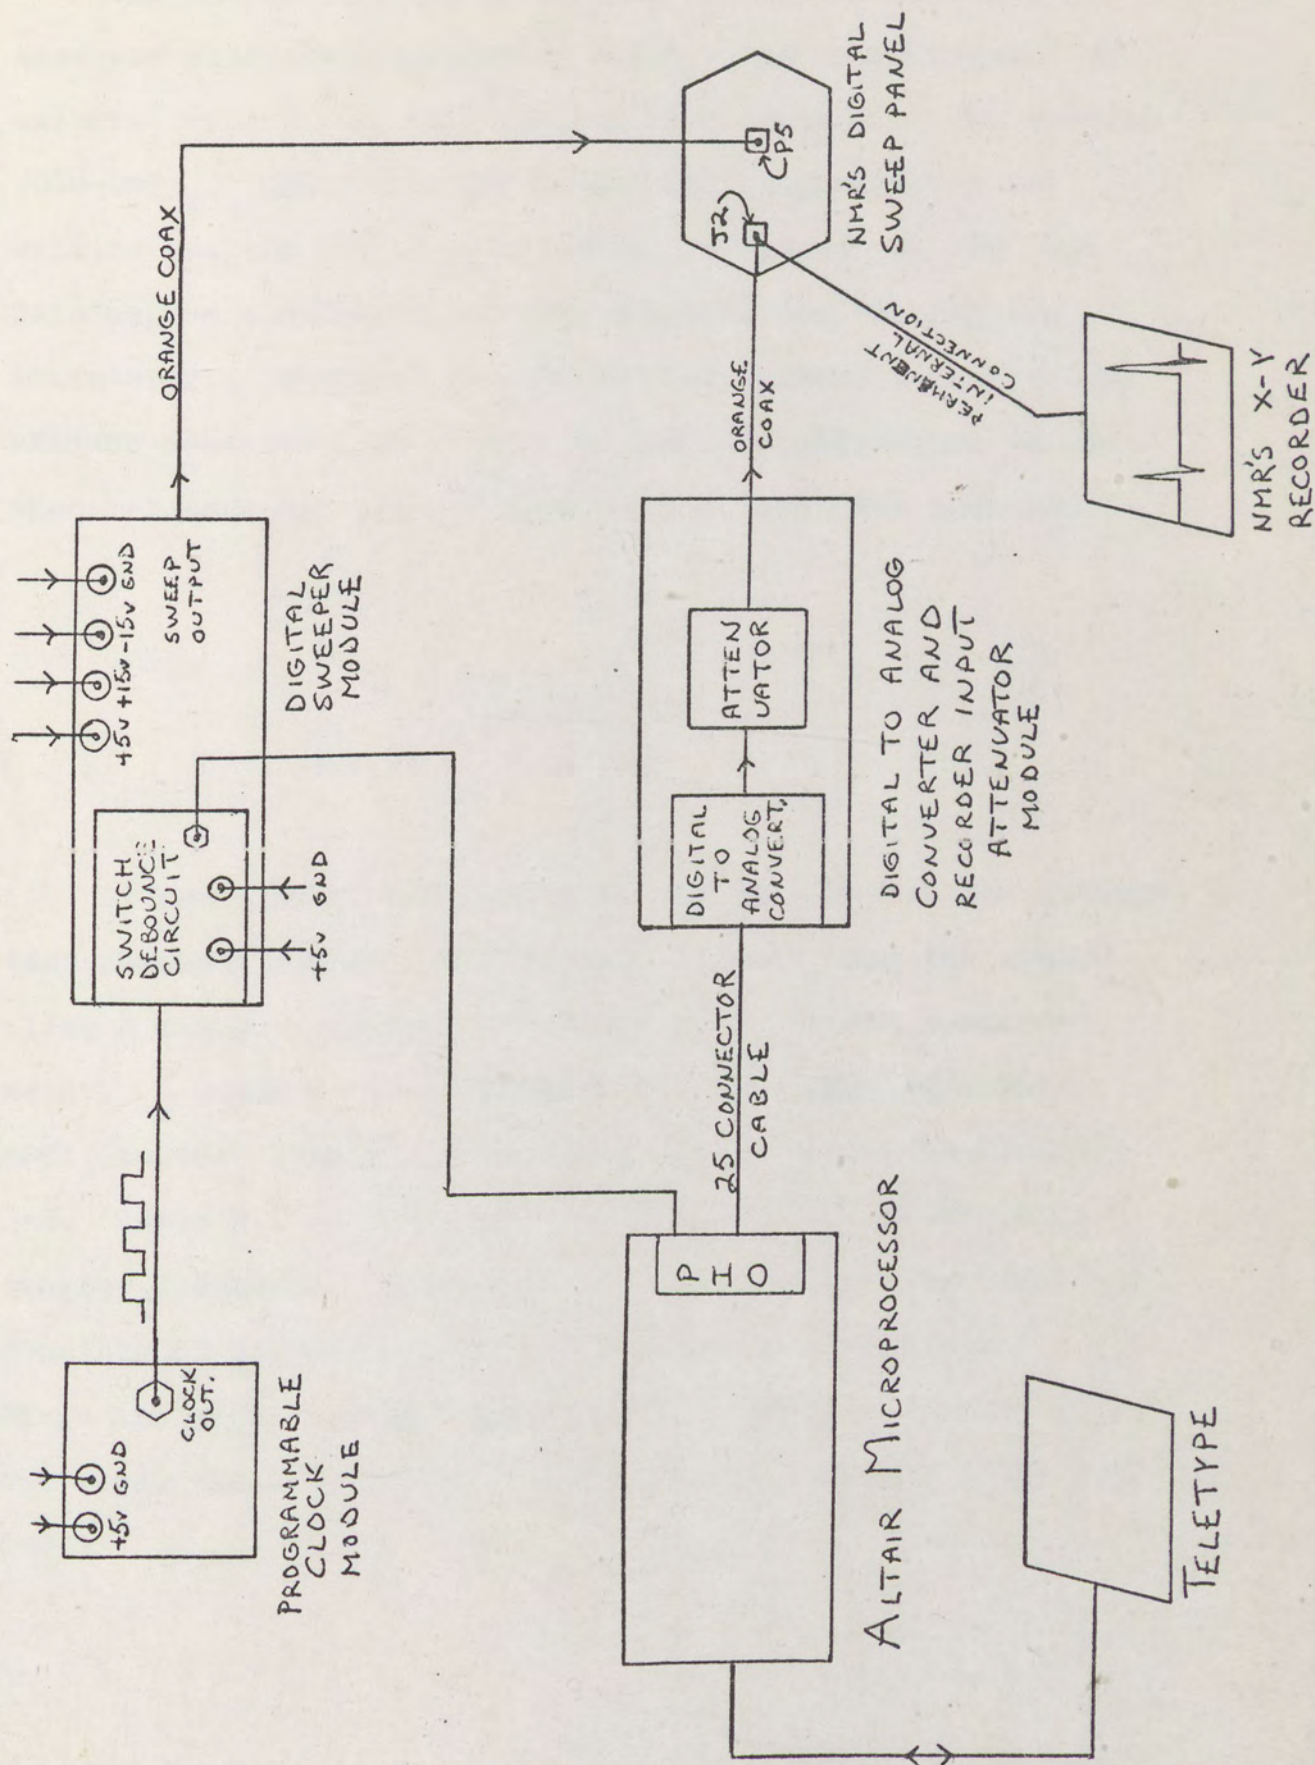 +5v GND
CLOCK
OUT.
PROGRAMMABLE
CLOCK
MODULE
SWITCH
DEBOUNCE
CIRCUIT
+5v GND
+5v +15v -15v GND
SWEEP
OUTPUT
DIGITAL
SWEEPER
MODULE
ORANGE COAX
J2
CP5
NMR'S DIGITAL
SWEEP PANEL
PERMANENT
INTERNAL
CONNECTION
NMR'S X-Y
RECORDER
ORANGE
COAX
ATTEN
UATOR
DIGITAL
TO
ANALOG
CONVERT.
DIGITAL TO ANALOG
CONVERTER AND
RECORDER INPUT
ATTENUATOR
MODULE
25 CONNECTOR
CABLE
P
I
O
ALTAIR MICROPROCESSOR
TELETYPE